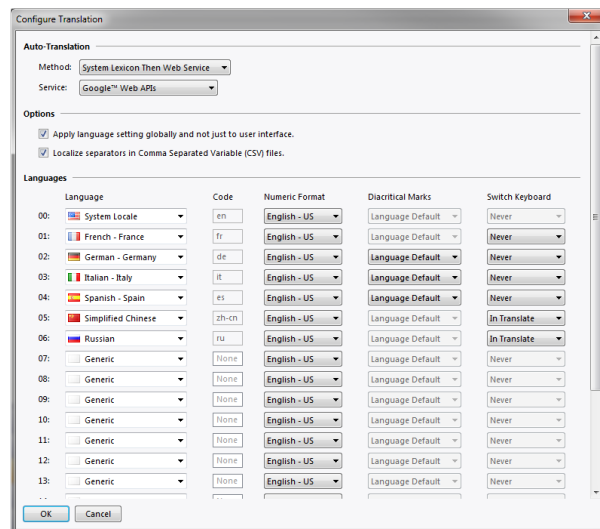 Configure Translation
Auto-Translation
Method: System Lexicon Then Web Service
Service: Google™ Web APIs
Options
Apply language setting globally and not just to user interface.
Localize separators in Comma Separated Variable (CSV) files.
Languages
Language Code Numeric Format Diacritical Marks Switch Keyboard
00: System Locale en English - US Language Default Never
01: French - France fr English - US Language Default Never
02: German - Germany de English - US Language Default Never
03: Italian - Italy it English - US Language Default Never
04: Spanish - Spain es English - US Language Default Never
05: Simplified Chinese zh-cn English - US Language Default In Translate
06: Russian ru English - US Language Default In Translate
07: Generic None English - US Language Default Never
08: Generic None English - US Language Default Never
09: Generic None English - US Language Default Never
10: Generic None English - US Language Default Never
11: Generic None English - US Language Default Never
12: Generic None English - US Language Default Never
13: Generic None English - US Language Default Never
OK Cancel